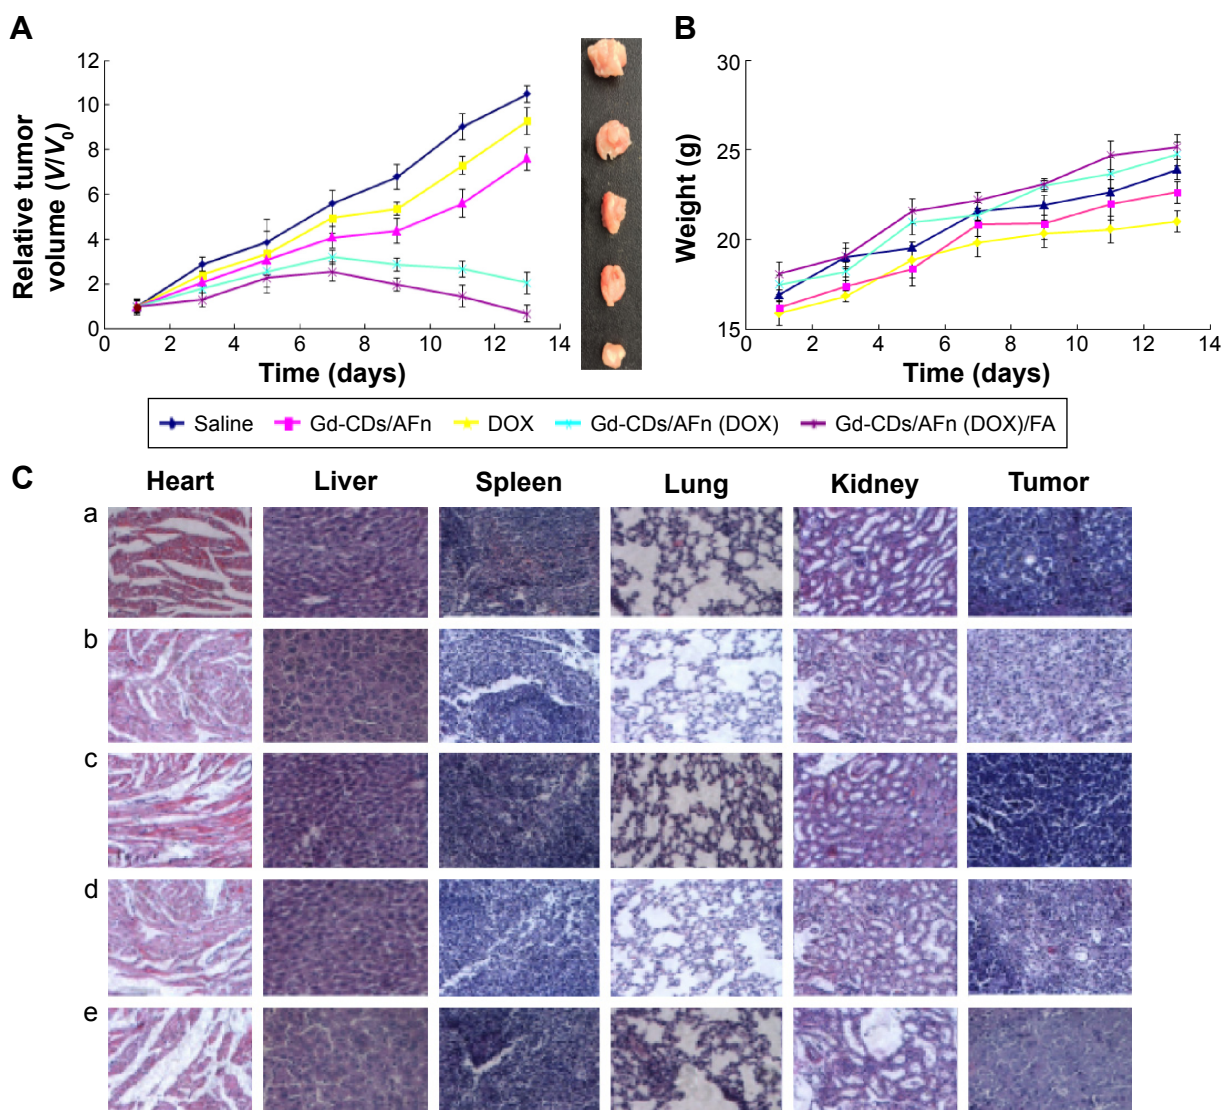 A
B
Relative tumor
volume (V/V0)
12
10
8
6
4
2
0
0 2 4 6 8 10 12 14
Time (days)
Weight (g)
30
25
20
15
0 2 4 6 8 10 12 14
Time (days)
Saline Gd-CDs/AFn DOX Gd-CDs/AFn (DOX) Gd-CDs/AFn (DOX)/FA
C
Heart Liver Spleen Lung Kidney Tumor
a
b
c
d
e